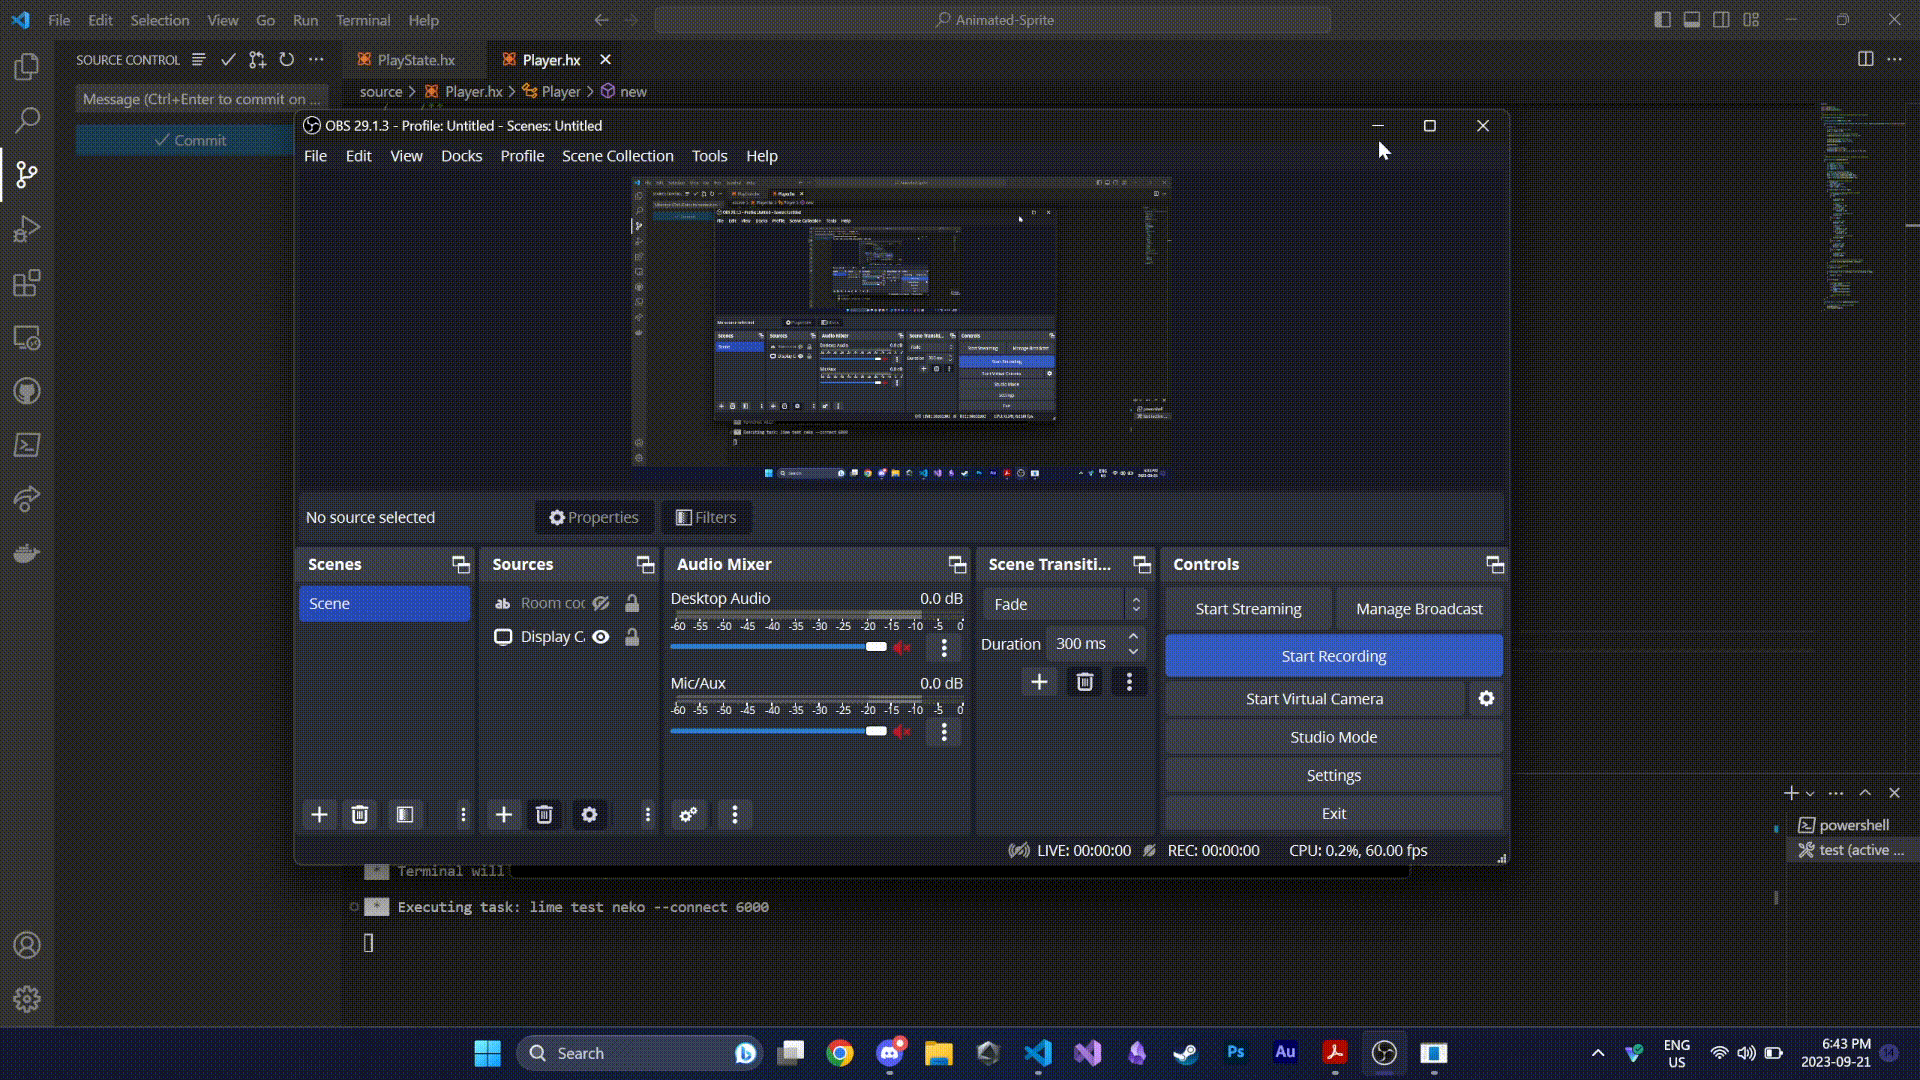 File Edit Selection View Go Run Terminal Help
Animated-Sprite
SOURCE CONTROL
PlayState.hx
Player.hx
Message (Ctrl+Enter to commit on ...
source > Player.hx > Player > new
Commit
OBS 29.1.3 - Profile: Untitled - Scenes: Untitled
File Edit View Docks Profile Scene Collection Tools Help
No source selected
Properties
Filters
Scenes
Sources
Audio Mixer
Scene Transiti...
Controls
Scene
ab Room coc
Display Ca
Desktop Audio 0.0 dB
-60 -55 -50 -45 -40 -35 -30 -25 -20 -15 -10 -5 0
Mic/Aux 0.0 dB
-60 -55 -50 -45 -40 -35 -30 -25 -20 -15 -10 -5 0
Fade
Duration 300 ms
Start Streaming
Manage Broadcast
Start Recording
Start Virtual Camera
Studio Mode
Settings
Exit
LIVE: 00:00:00 REC: 00:00:00 CPU: 0.2%, 60.00 fps
powershell
test (active ...
* Terminal will
* Executing task: lime test neko --connect 6000
Search
Ps
Au
ENG
US
6:43 PM
2023-09-21